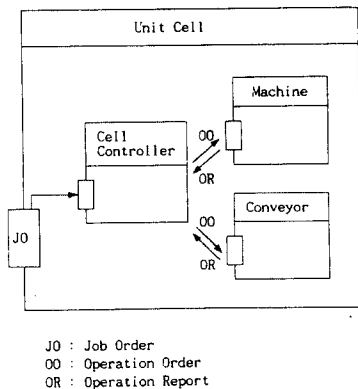 Unit Cell
Machine
Cell
Controller
OO
OR
Conveyor
OO
OR
JO
JO : Job Order
OO : Operation Order
OR : Operation Report